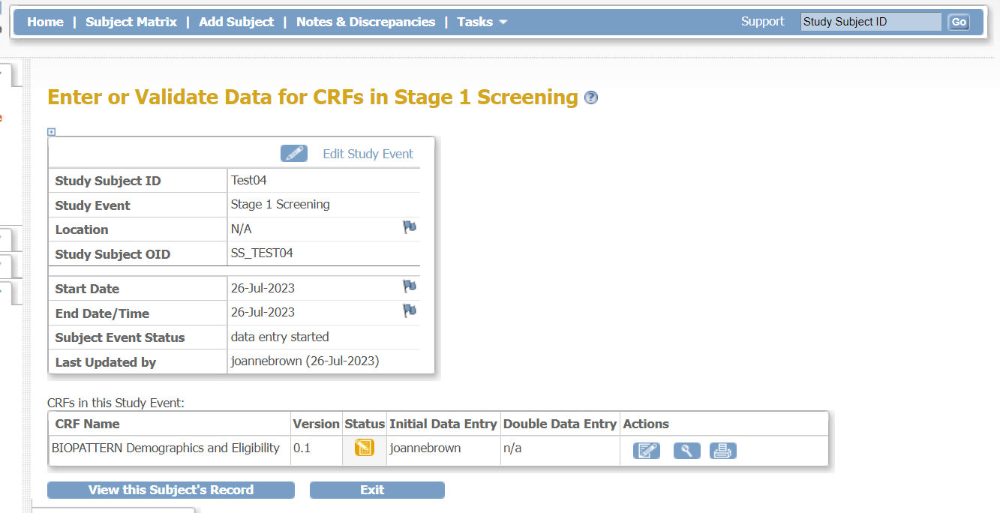 Home | Subject Matrix | Add Subject | Notes & Discrepancies | Tasks Support Study Subject ID Go
Enter or Validate Data for CRFs in Stage 1 Screening ?
Edit Study Event
Study Subject ID Test04
Study Event Stage 1 Screening
Location N/A
Study Subject OID SS_TEST04
Start Date 26-Jul-2023
End Date/Time 26-Jul-2023
Subject Event Status data entry started
Last Updated by joannebrown (26-Jul-2023)
CRFs in this Study Event:
CRF Name Version Status Initial Data Entry Double Data Entry Actions
BIOPATTERN Demographics and Eligibility 0.1 joannebrown n/a
View this Subject's Record Exit